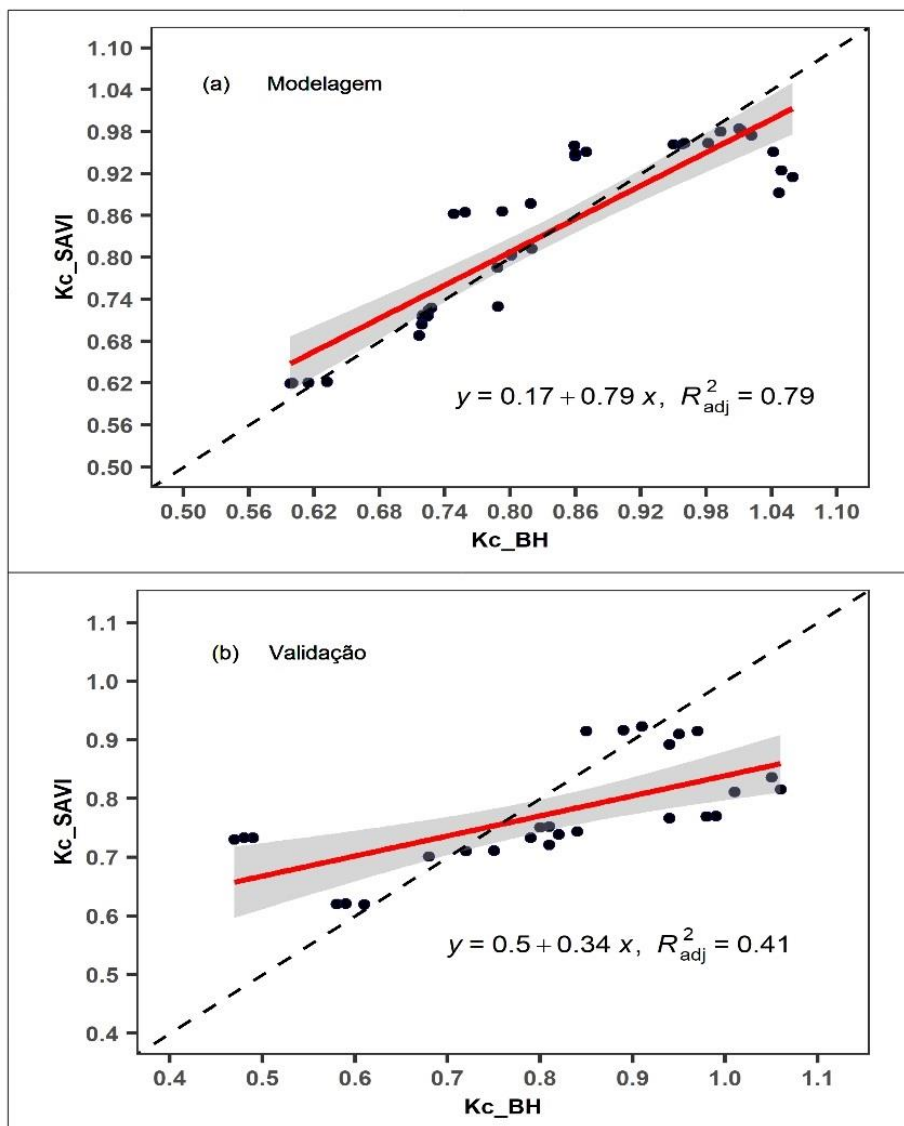 1.10
(a) Modelagem
1.04
0.98
0.92
0.86
Kc_SAVI
0.80
0.74
0.68
0.62
y = 0.17 + 0.79 x, R²adj = 0.79
0.56
0.50
0.50 0.56 0.62 0.68 0.74 0.80 0.86 0.92 0.98 1.04 1.10
Kc_BH
1.1
(b) Validação
1.0
0.9
Kc_SAVI
0.8
0.7
0.6
y = 0.5 + 0.34 x, R²adj = 0.41
0.5
0.4
0.4 0.5 0.6 0.7 0.8 0.9 1.0 1.1
Kc_BH